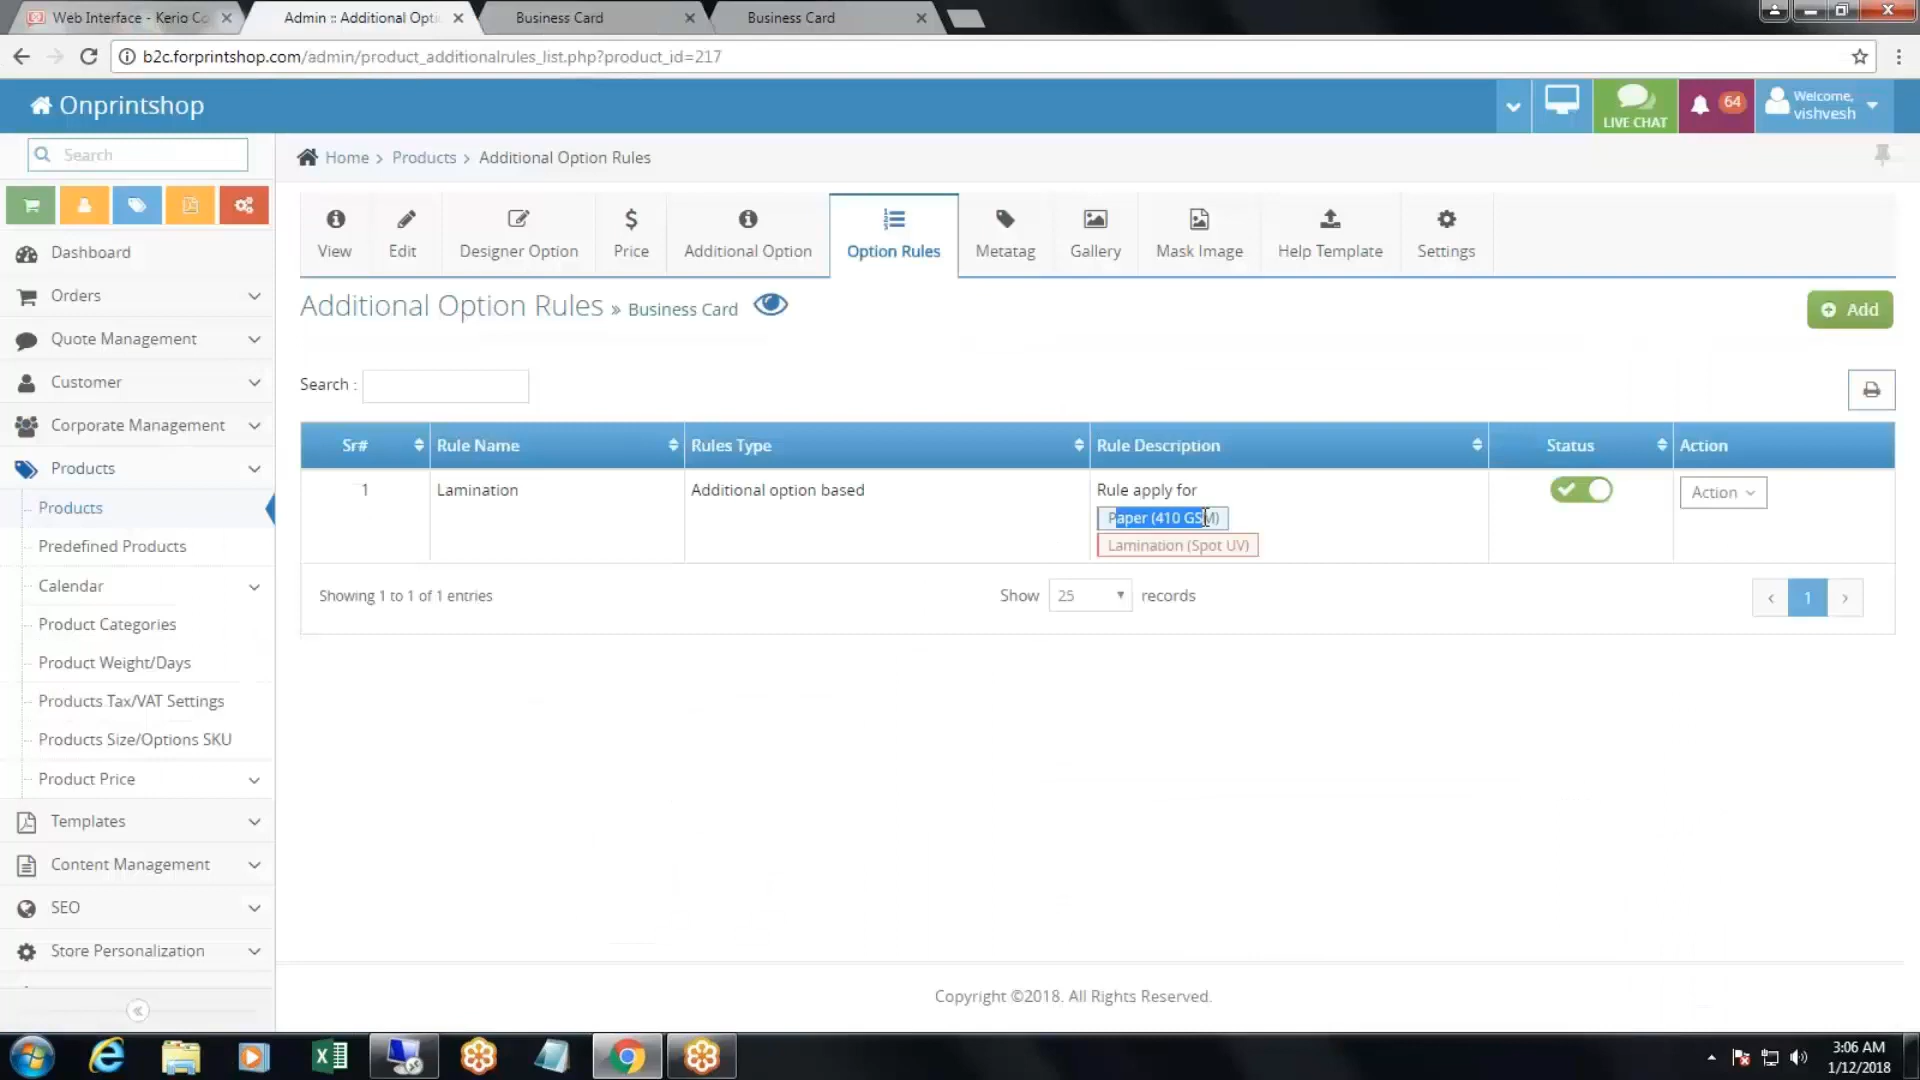 Web Interface - Kerio Co
Admin :: Additional Opti
Business Card
Business Card
b2c.forprintshop.com/admin/product_additionalrules_list.php?product_id=217
Onprintshop
LIVE CHAT
64
Welcome,
vishvesh
Search
Home > Products > Additional Option Rules
View
Edit
Designer Option
Price
Additional Option
Option Rules
Metatag
Gallery
Mask Image
Help Template
Settings
Additional Option Rules » Business Card
Add
Search :
Sr#
Rule Name
Rules Type
Rule Description
Status
Action
1
Lamination
Additional option based
Rule apply for
Paper (410 GSM)
Lamination (Spot UV)
Action
Showing 1 to 1 of 1 entries
Show 25 records
‹ 1 ›
Dashboard
Orders
Quote Management
Customer
Corporate Management
Products
Products
Predefined Products
Calendar
Product Categories
Product Weight/Days
Products Tax/VAT Settings
Products Size/Options SKU
Product Price
Templates
Content Management
SEO
Store Personalization
Copyright ©2018. All Rights Reserved.
3:06 AM
1/12/2018